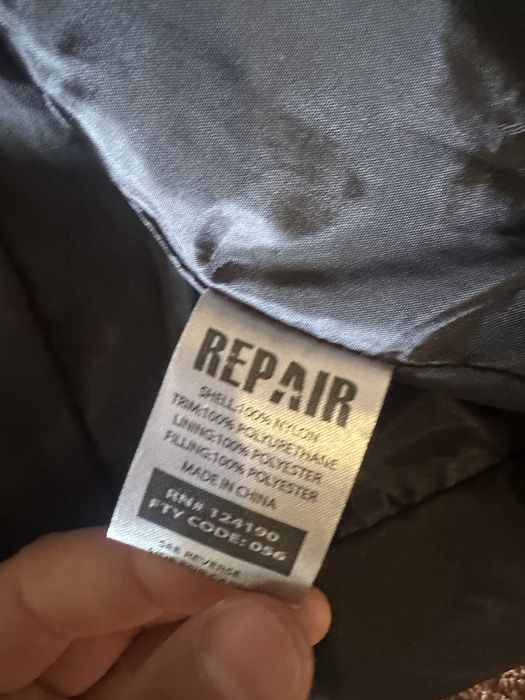 REPAIR
SHELL:100% NYLON
TRIM:100% POLYURETHANE
LINING:100% POLYESTER
FILLING:100% POLYESTER
MADE IN CHINA
RN# 124190
FTY CODE: 056
SEE REVERSE
FOR